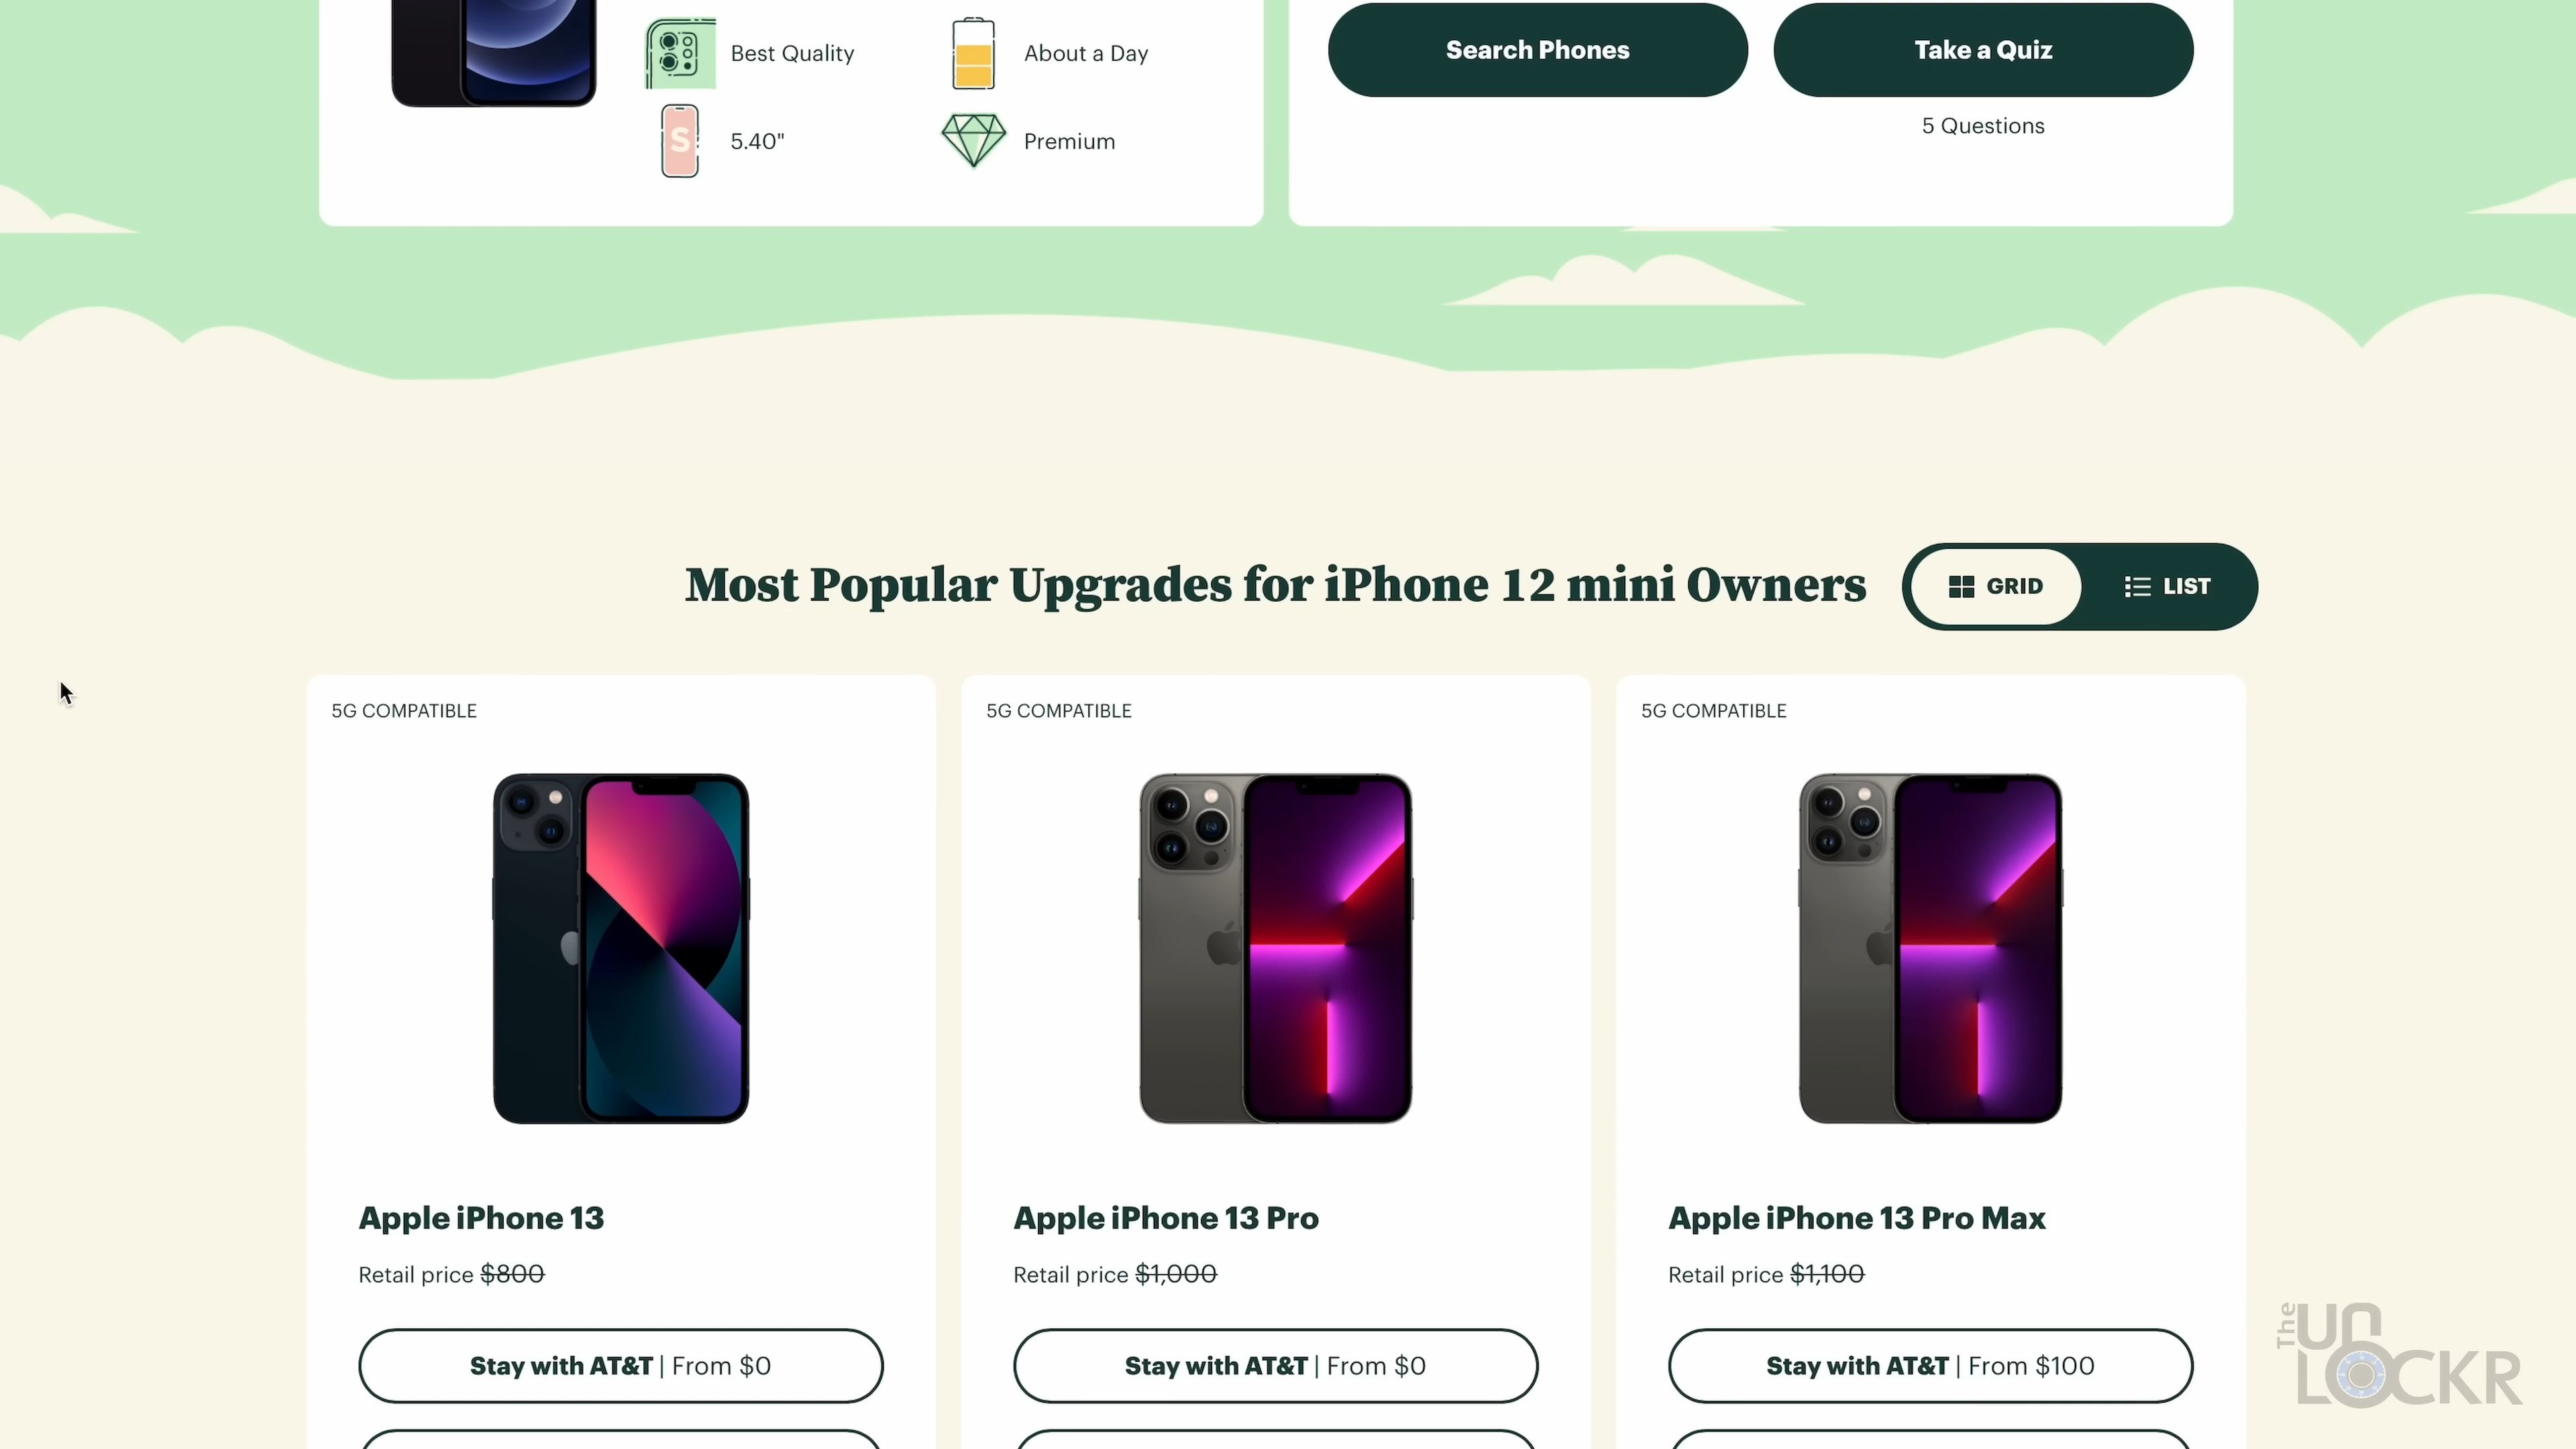 Best Quality
About a Day
S
5.40"
Premium
Search Phones
Take a Quiz
5 Questions
Most Popular Upgrades for iPhone 12 mini Owners
GRID
LIST
5G COMPATIBLE
5G COMPATIBLE
5G COMPATIBLE
Apple iPhone 13
Retail price $800
Stay with AT&T | From $0
Apple iPhone 13 Pro
Retail price $1,000
Stay with AT&T | From $0
Apple iPhone 13 Pro Max
Retail price $1,100
Stay with AT&T | From $100
The
UN
LOCKR